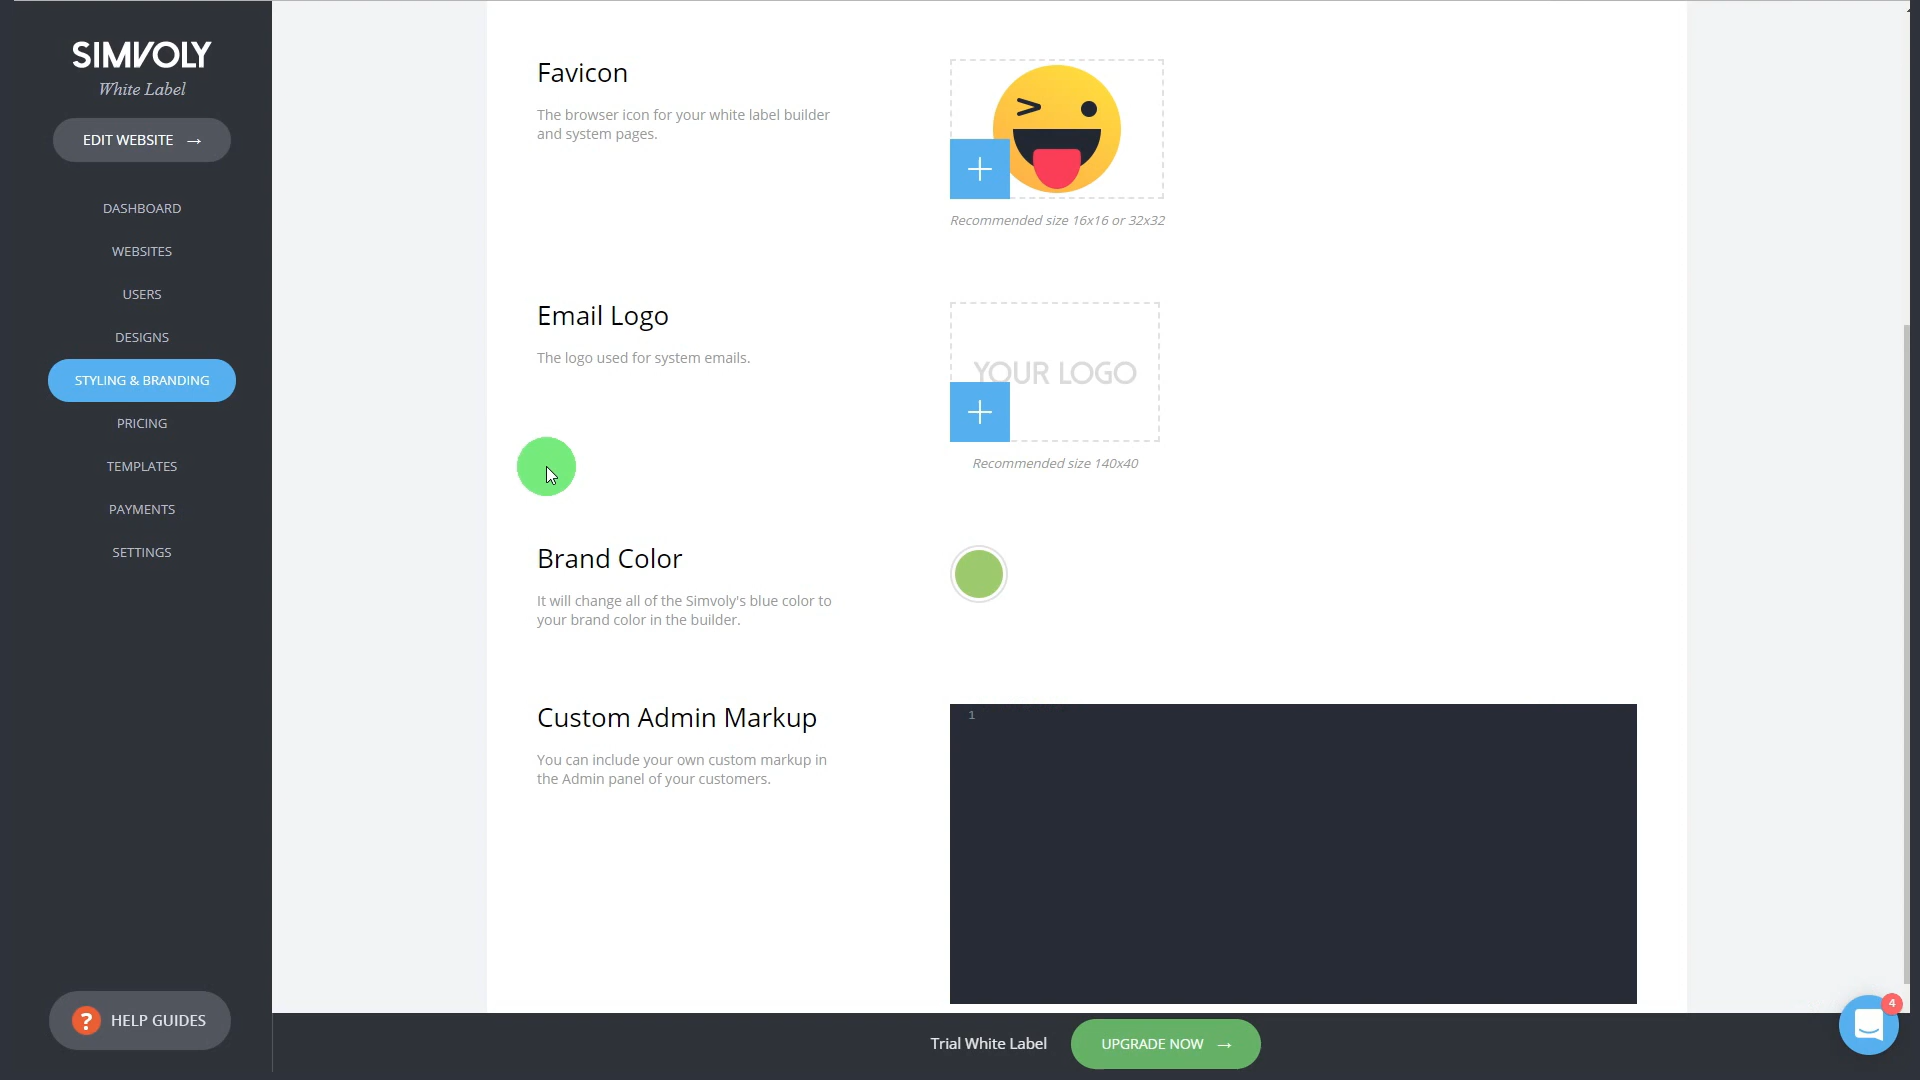 SIMVOLY
White Label
EDIT WEBSITE →
DASHBOARD
WEBSITES
USERS
DESIGNS
STYLING & BRANDING
PRICING
TEMPLATES
PAYMENTS
SETTINGS
? HELP GUIDES
Favicon
The browser icon for your white label builder
and system pages.
Recommended size 16x16 or 32x32
Email Logo
The logo used for system emails.
YOUR LOGO
Recommended size 140x40
Brand Color
It will change all of the Simvoly's blue color to
your brand color in the builder.
Custom Admin Markup
You can include your own custom markup in
the Admin panel of your customers.
1
Trial White Label
UPGRADE NOW →
4